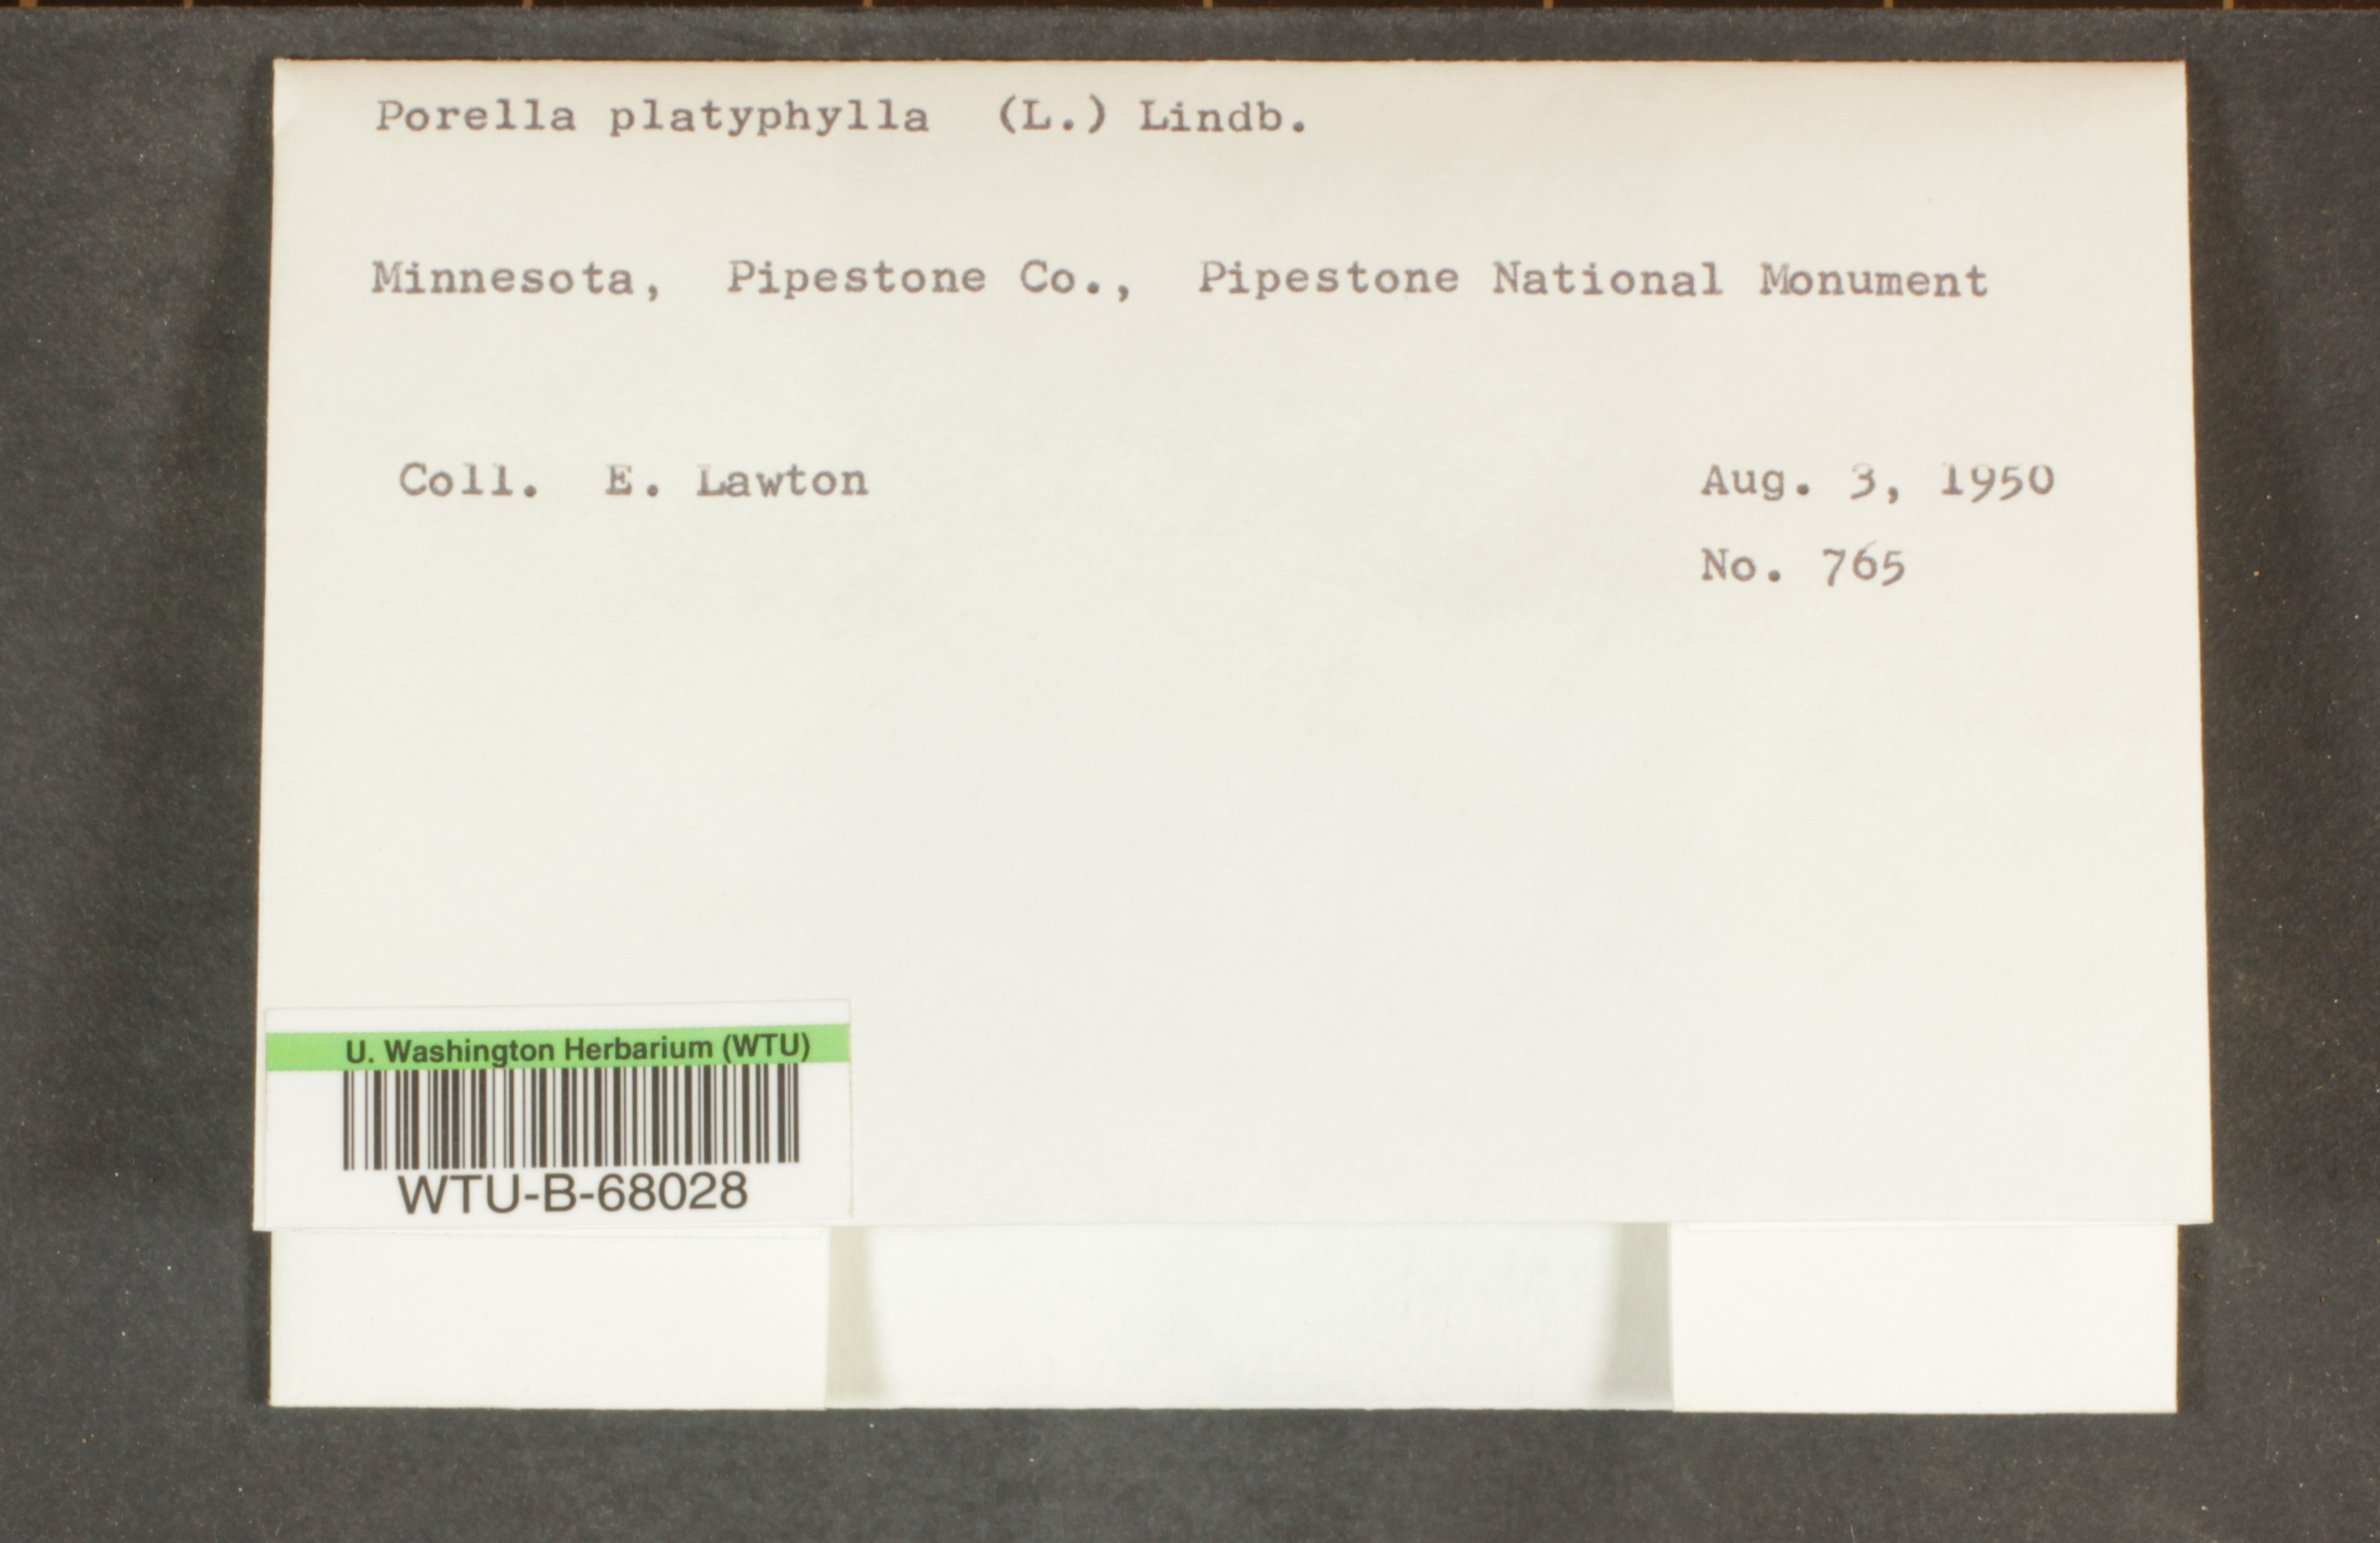 Porella platyphylla (L.) Lindb.
Minnesota, Pipestone Co., Pipestone National Monument
Coll. E. Lawton
Aug. 3, 1950
No. 765
U. Washington Herbarium (WTU)
WTU-B-68028